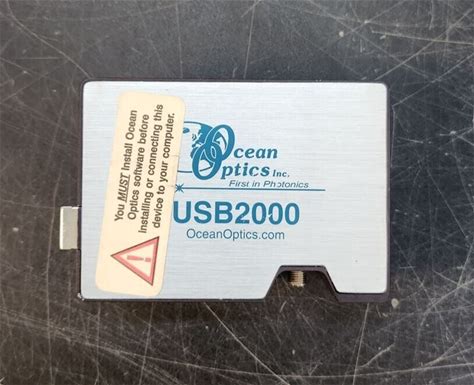 You MUST Install Ocean
Optics software before
Installing or connecting this
device to your computer.
Ocean
Optics Inc.
First in Photonics
USB2000
OceanOptics.com